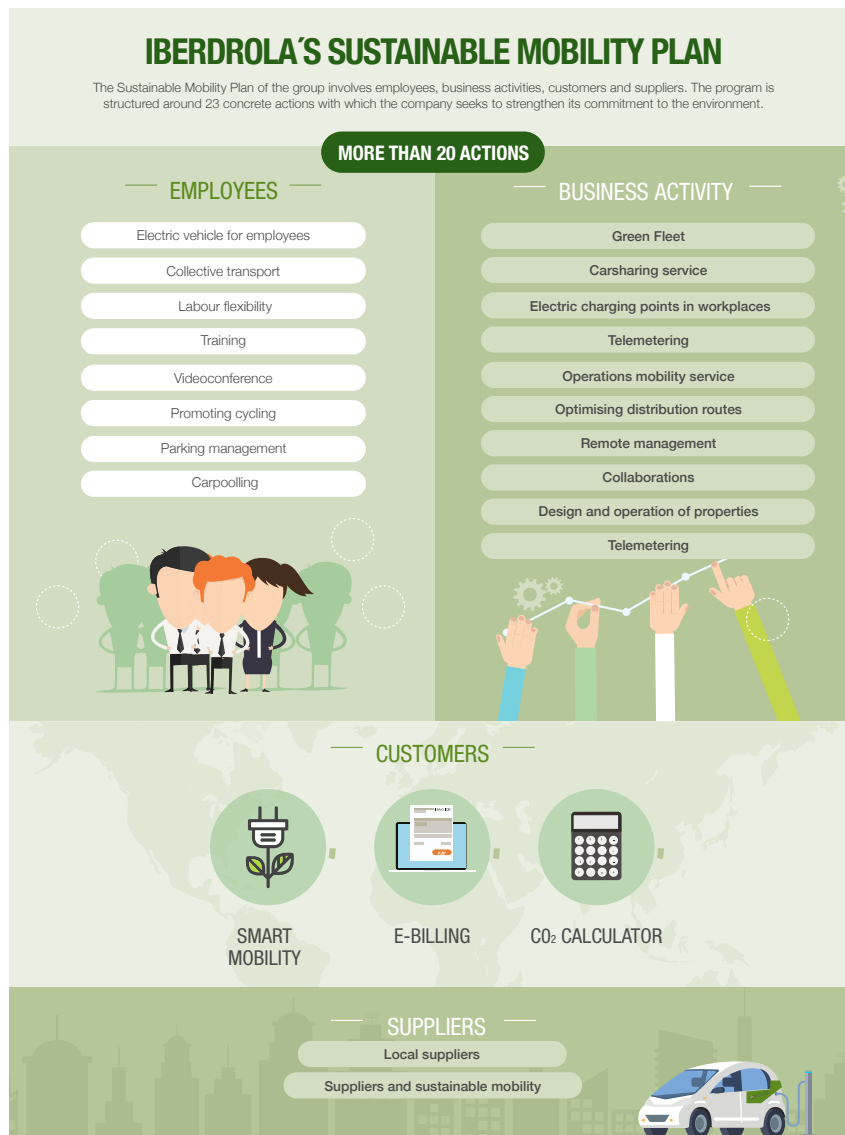 IBERDROLA´S SUSTAINABLE MOBILITY PLAN
The Sustainable Mobility Plan of the group involves employees, business activities, customers and suppliers. The program is
structured around 23 concrete actions with which the company seeks to strengthen its commitment to the environment.
MORE THAN 20 ACTIONS
EMPLOYEES
Electric vehicle for employees
Collective transport
Labour flexibility
Training
Videoconference
Promoting cycling
Parking management
Carpoolling
BUSINESS ACTIVITY
Green Fleet
Carsharing service
Electric charging points in workplaces
Telemetering
Operations mobility service
Optimising distribution routes
Remote management
Collaborations
Design and operation of properties
Telemetering
CUSTOMERS
SMART
MOBILITY
E-BILLING
CO₂ CALCULATOR
SUPPLIERS
Local suppliers
Suppliers and sustainable mobility